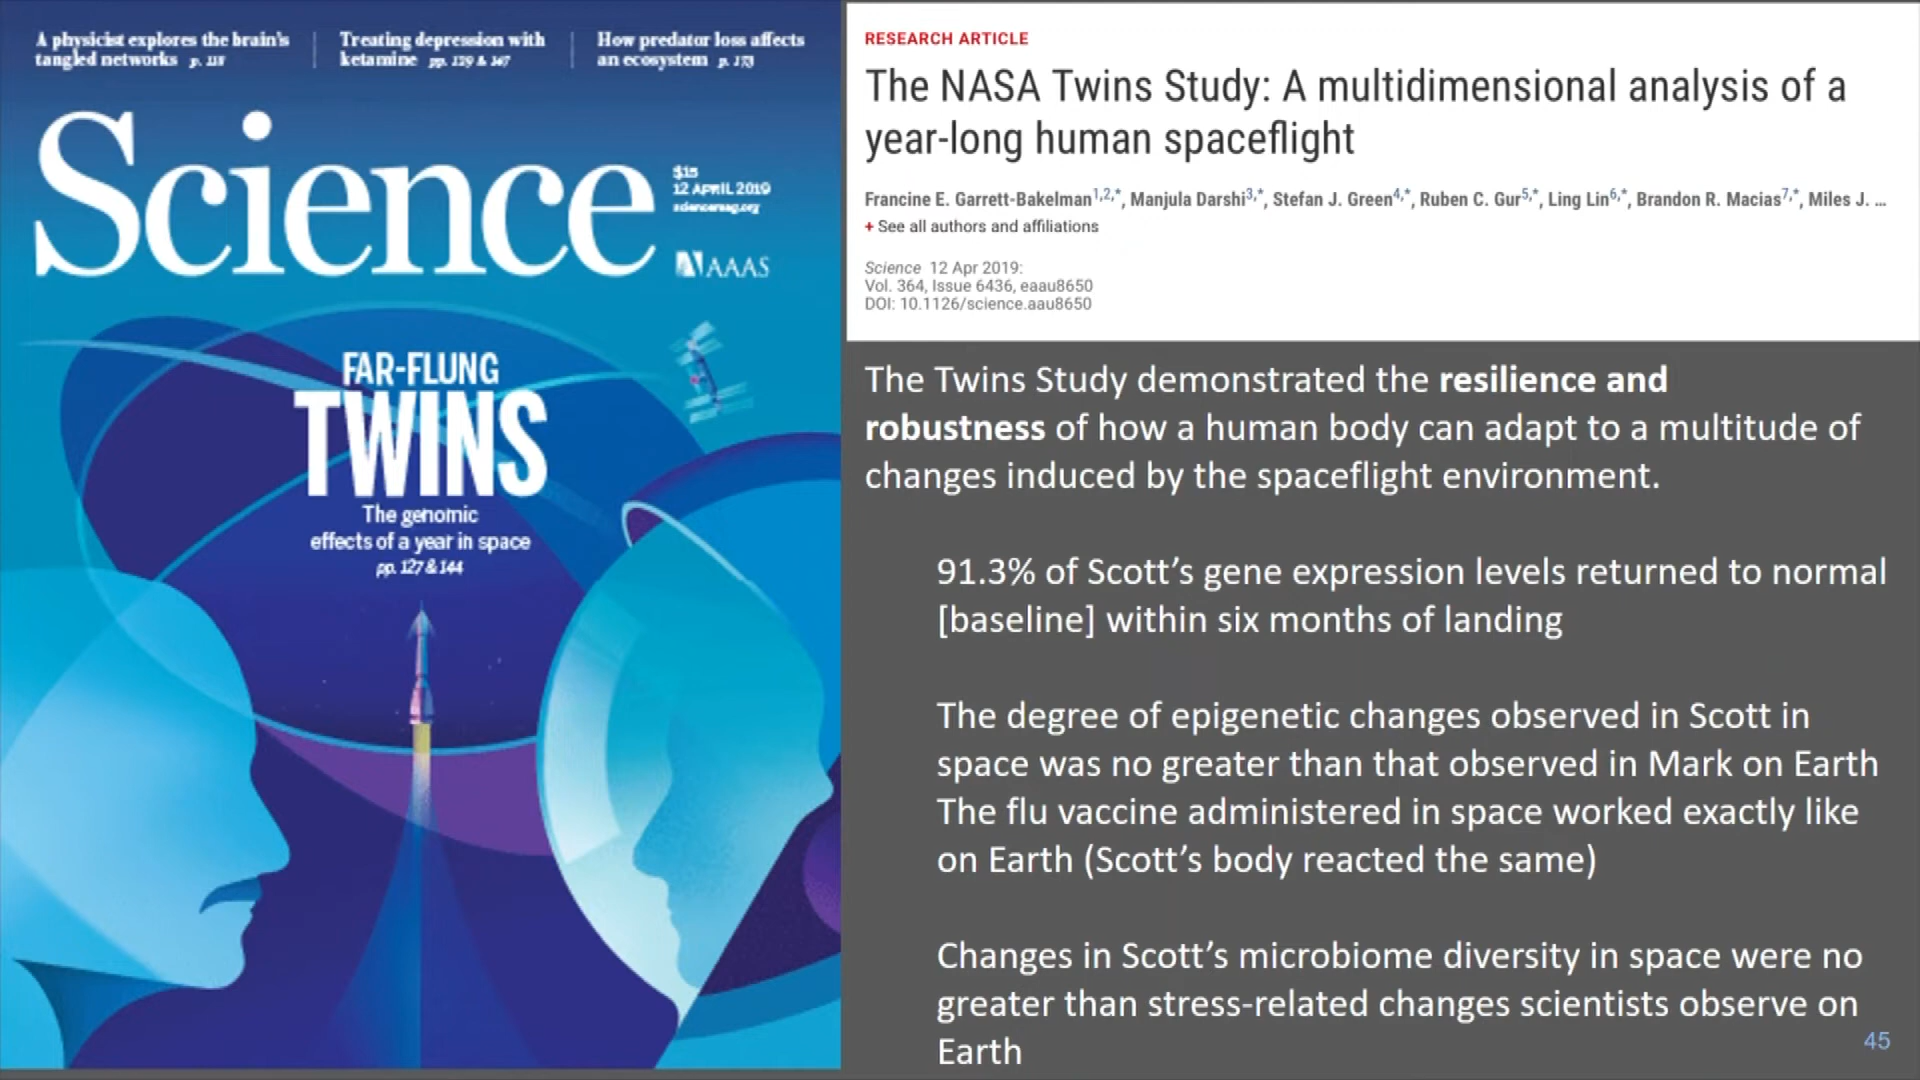 A physicist explores the brain's
tangled networks p. 111
Treating depression with
ketamine pp. 129 & 147
How predator loss affects
an ecosystem p. 173
Science
$15
12 APRIL 2019
sciencemag.org
AAAS
FAR-FLUNG
TWINS
The genomic
effects of a year in space
pp. 127 & 144
RESEARCH ARTICLE
The NASA Twins Study: A multidimensional analysis of a
year-long human spaceflight
Francine E. Garrett-Bakelman1,2,*, Manjula Darshi3,*, Stefan J. Green4,*, Ruben C. Gur5,*, Ling Lin6,*, Brandon R. Macias7,*, Miles J. ...
+ See all authors and affiliations
Science 12 Apr 2019:
Vol. 364, Issue 6436, eaau8650
DOI: 10.1126/science.aau8650
The Twins Study demonstrated the resilience and
robustness of how a human body can adapt to a multitude of
changes induced by the spaceflight environment.
91.3% of Scott's gene expression levels returned to normal
[baseline] within six months of landing
The degree of epigenetic changes observed in Scott in
space was no greater than that observed in Mark on Earth
The flu vaccine administered in space worked exactly like
on Earth (Scott's body reacted the same)
Changes in Scott's microbiome diversity in space were no
greater than stress-related changes scientists observe on
Earth
45